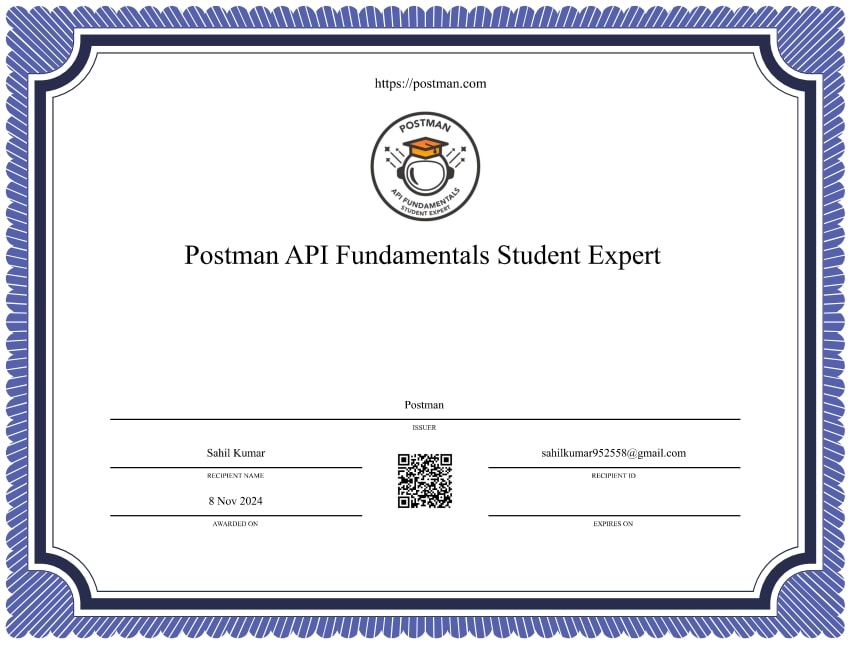 https://postman.com
POSTMAN
API FUNDAMENTALS
STUDENT EXPERT
Postman API Fundamentals Student Expert
Postman
ISSUER
Sahil Kumar
sahilkumar952558@gmail.com
RECIPIENT NAME
RECIPIENT ID
8 Nov 2024
AWARDED ON
EXPIRES ON